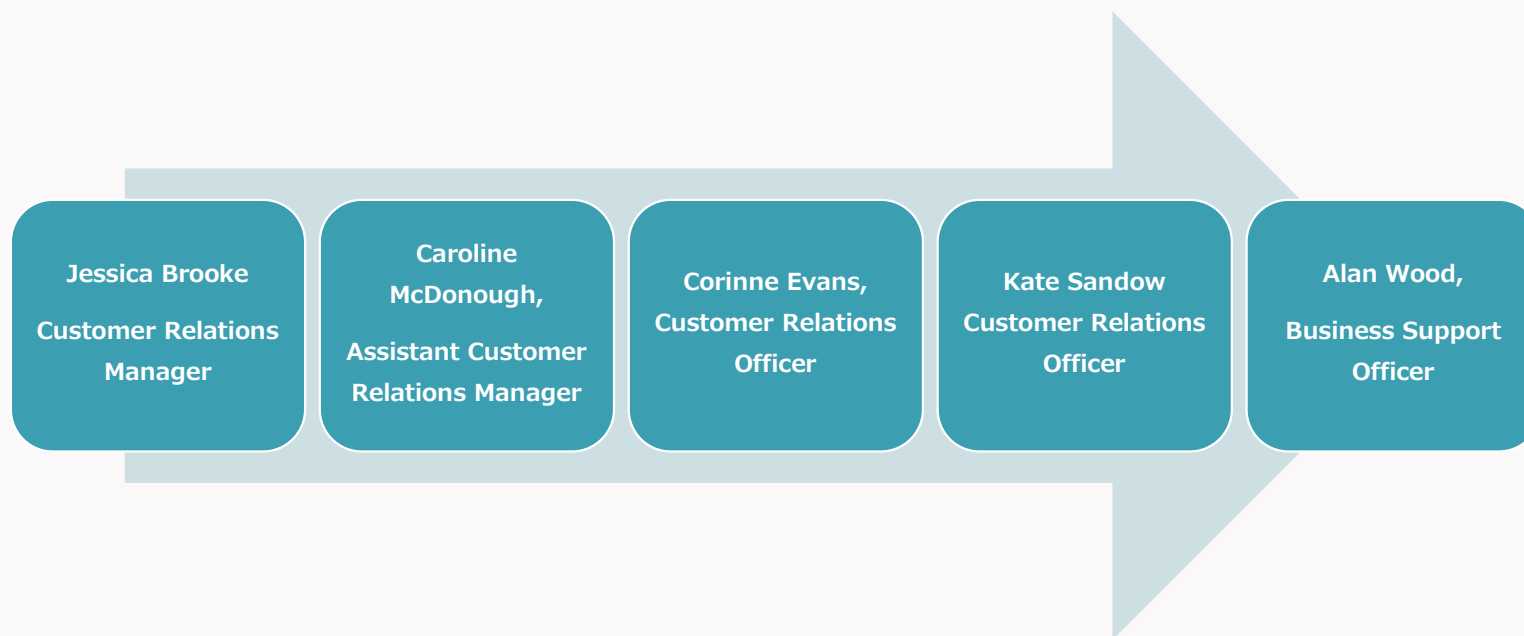 Jessica Brooke
Customer Relations
Manager
Caroline
McDonough,
Assistant Customer
Relations Manager
Corinne Evans,
Customer Relations
Officer
Kate Sandow
Customer Relations
Officer
Alan Wood,
Business Support
Officer